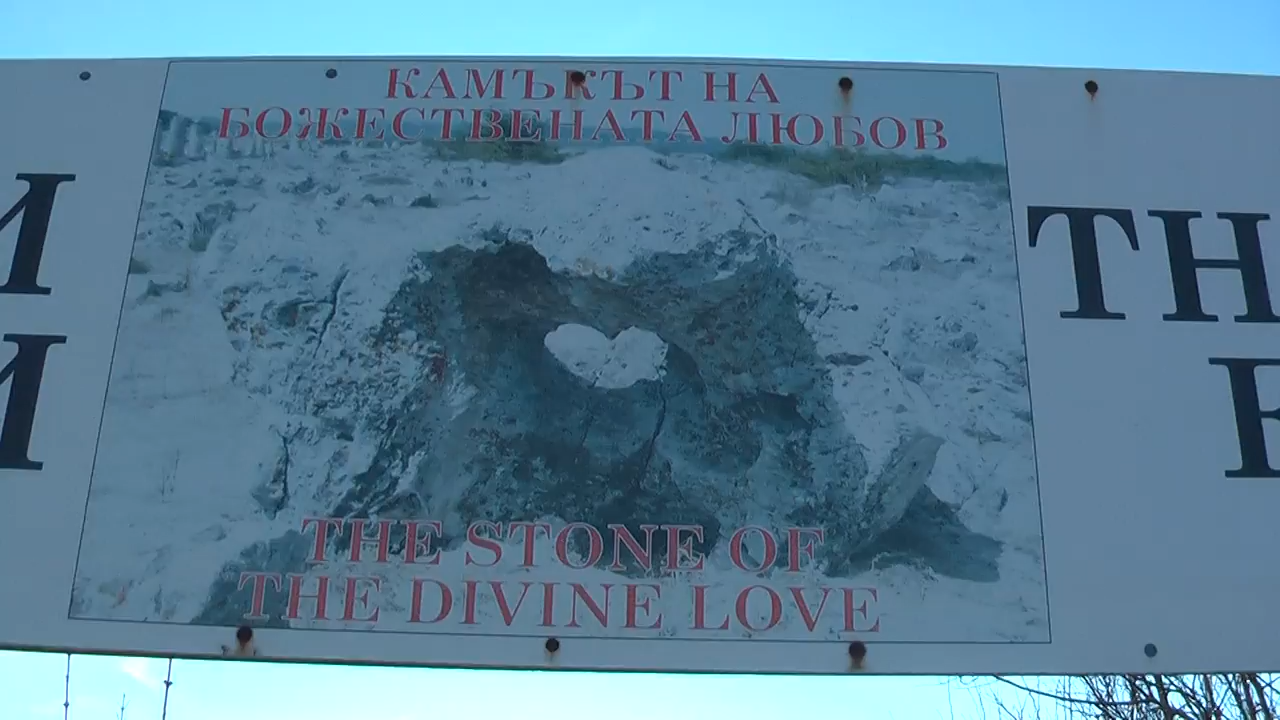 КАМЪКЪТ НА
БОЖЕСТВЕНАТА ЛЮБОВ
THE STONE OF
THE DIVINE LOVE